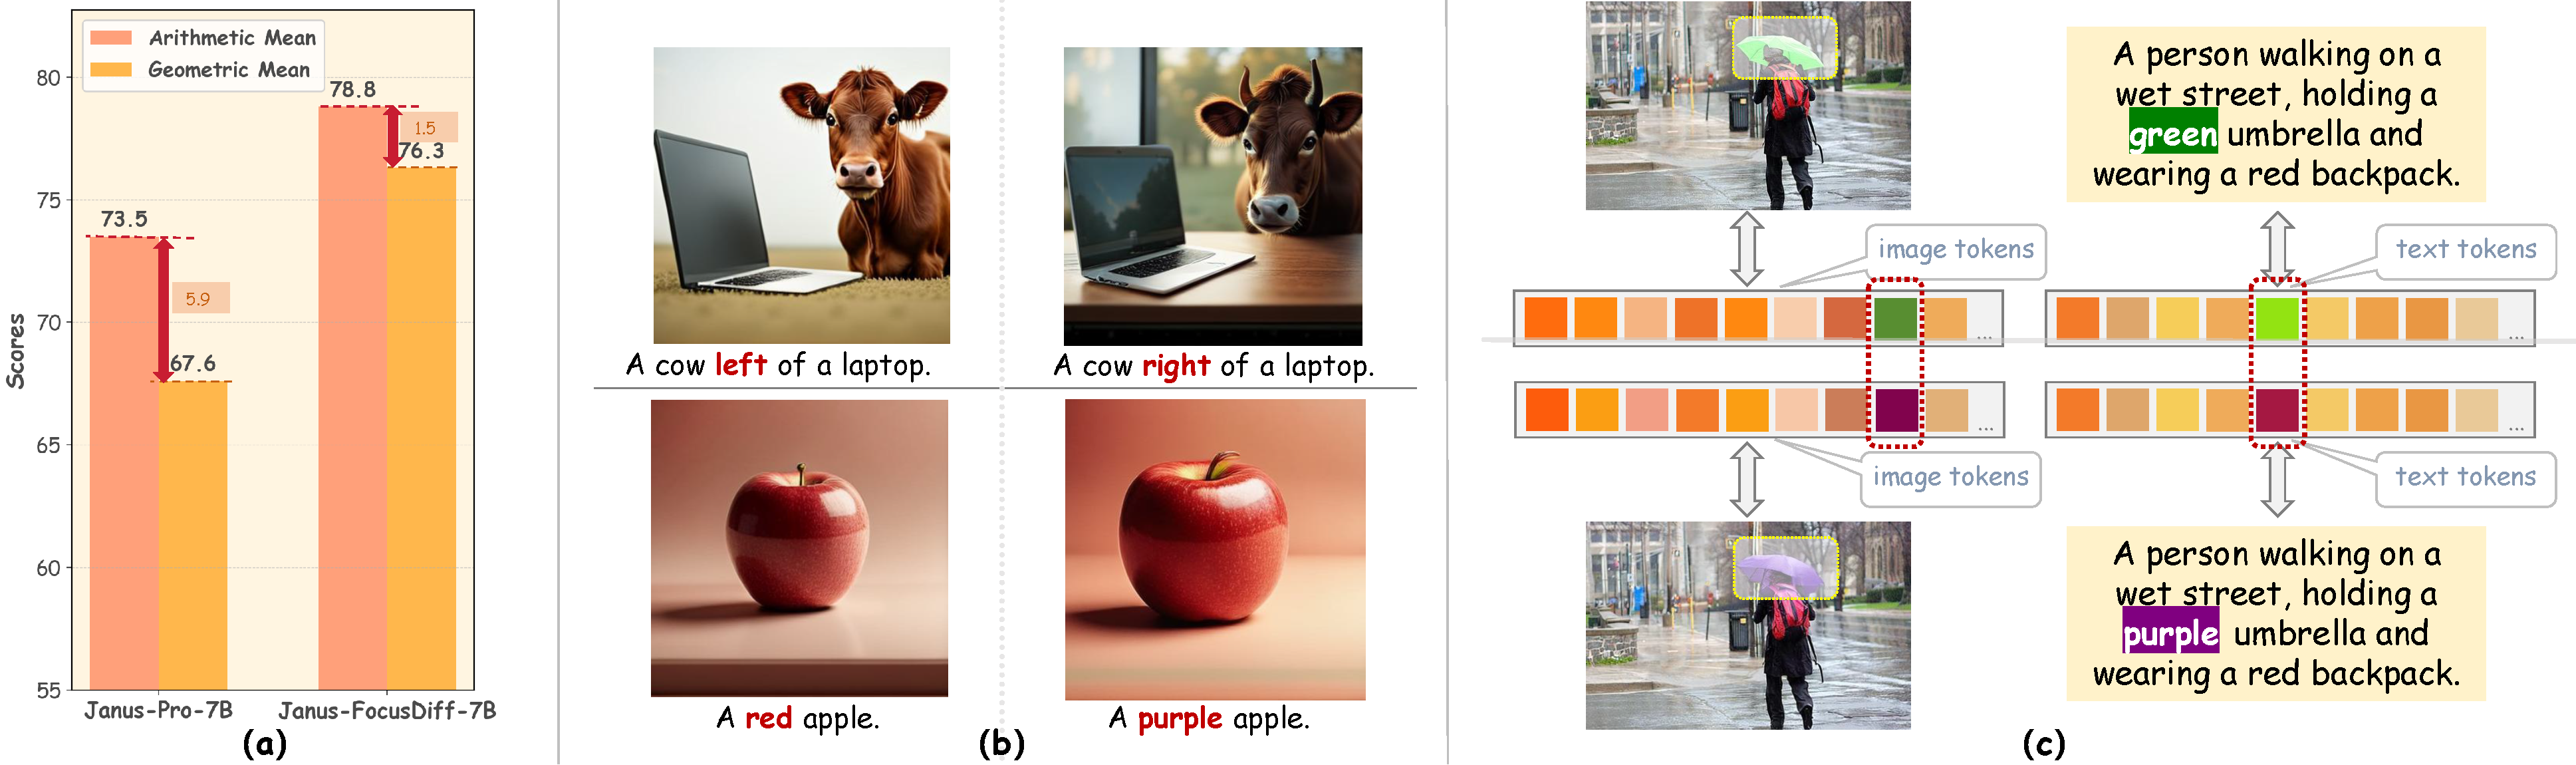 Arithmetic Mean
Geometric Mean
Scores
80
75
70
65
60
55
73.5
5.9
67.6
78.8
1.5
76.3
Janus-Pro-7B
Janus-FocusDiff-7B
(a)
A cow left of a laptop.
A cow right of a laptop.
A red apple.
A purple apple.
(b)
A person walking on a
wet street, holding a
green umbrella and
wearing a red backpack.
image tokens
text tokens
...
...
...
...
image tokens
text tokens
A person walking on a
wet street, holding a
purple umbrella and
wearing a red backpack.
(c)